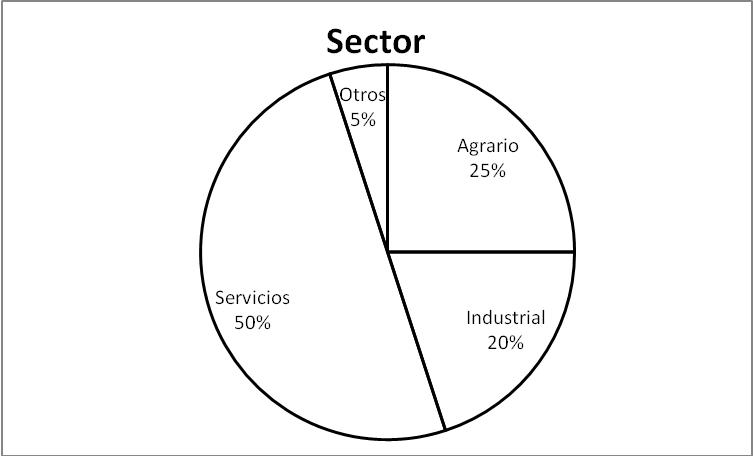 Sector
Otros
5%
Agrario
25%
Servicios
50%
Industrial
20%